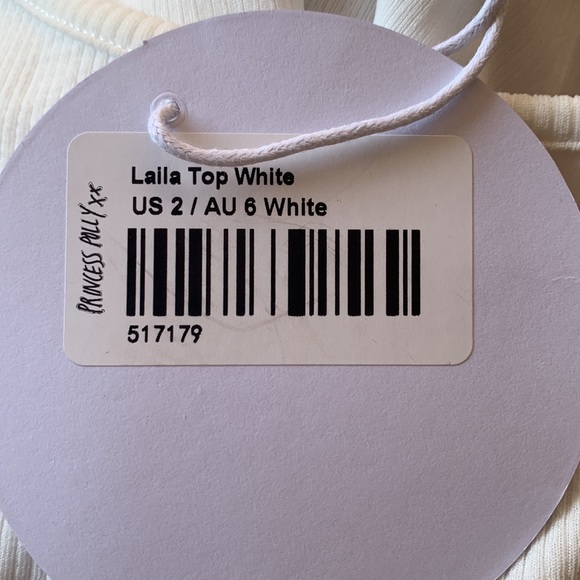 Laila Top White
US 2 / AU 6 White
517179
PRINCESS POLLY xx